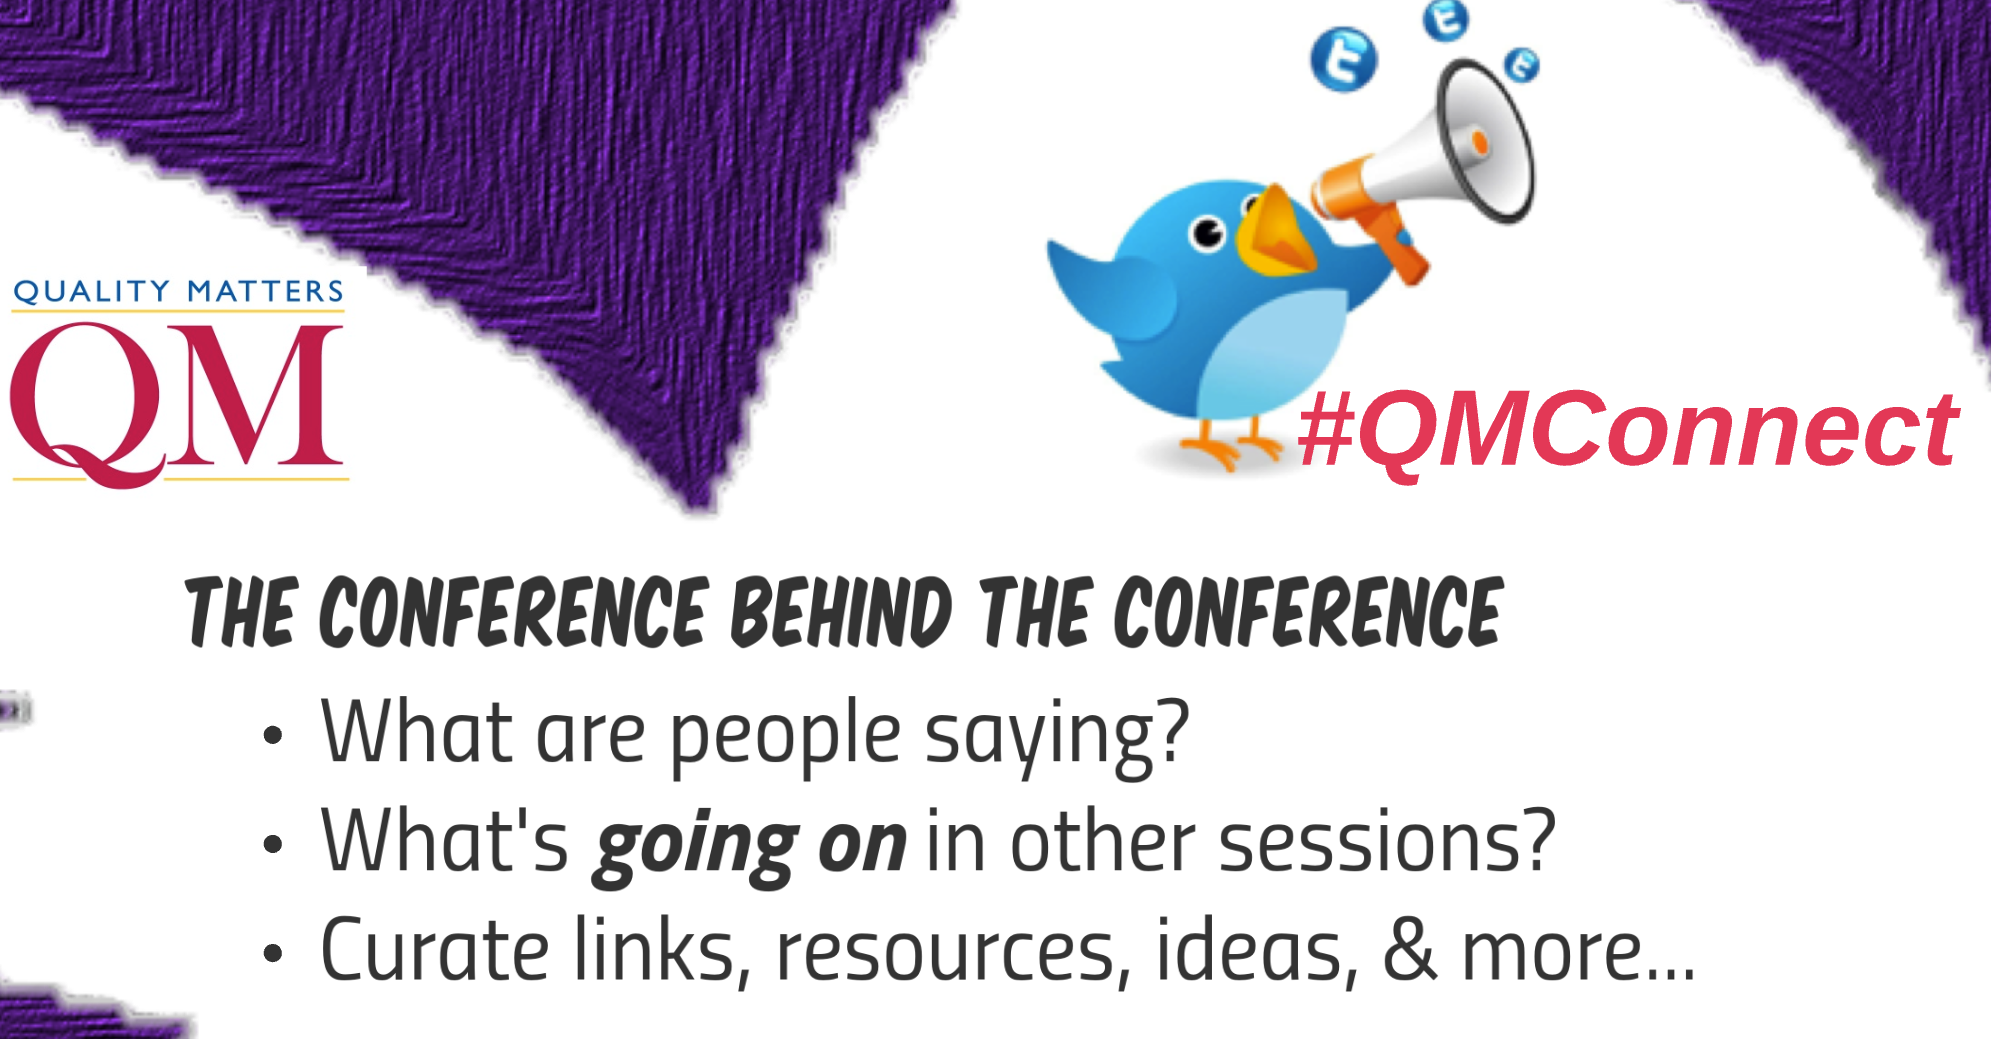 QUALITY MATTERS
QM
#QMConnect
THE CONFERENCE BEHIND THE CONFERENCE
• What are people saying?
• What's going on in other sessions?
• Curate links, resources, ideas, & more...